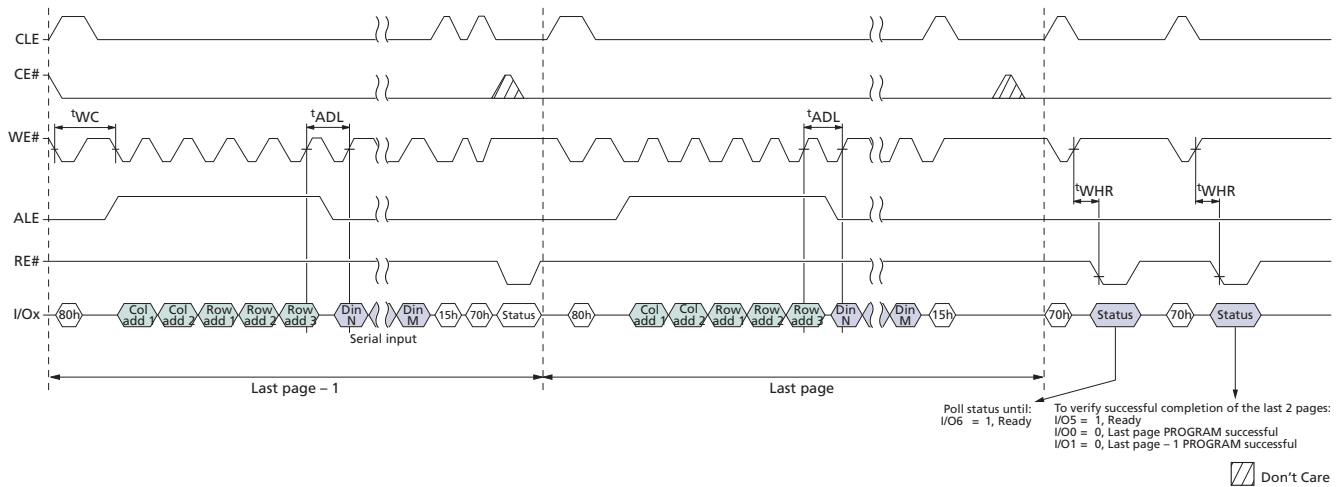 CLE
CE#
tWC
tADL
tADL
WE#
tWHR
tWHR
ALE
RE#
I/Ox
80h
Col add 1
Col add 2
Row add 1
Row add 2
Row add 3
Din N
Din M
15h
70h
Status
80h
Col add 1
Col add 2
Row add 1
Row add 2
Row add 3
Din N
Din M
15h
70h
Status
70h
Status
Serial input
Last page – 1
Last page
Poll status until:
I/O6 = 1, Ready
To verify successful completion of the last 2 pages:
I/O5 = 1, Ready
I/O0 = 0, Last page PROGRAM successful
I/O1 = 0, Last page – 1 PROGRAM successful
Don't Care